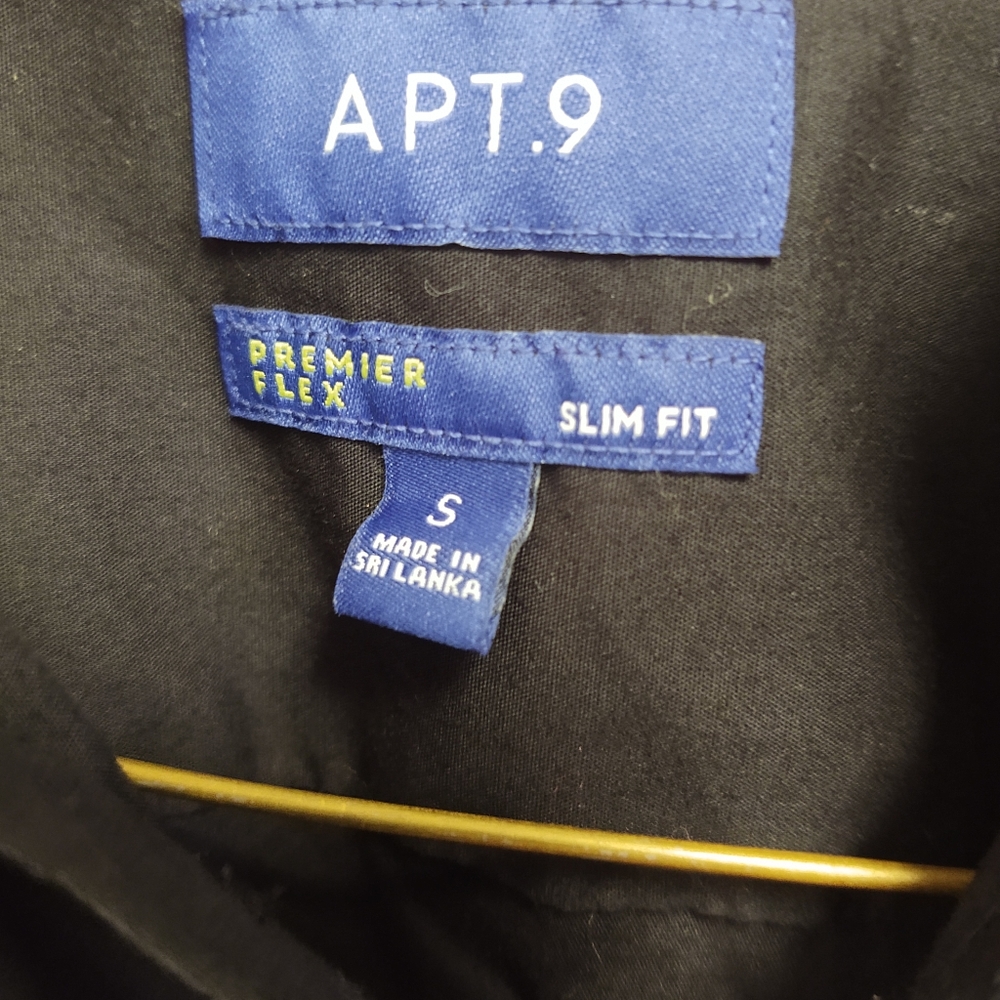 APT.9
PREMIER
FLEX
SLIM FIT
S
MADE IN
SRI LANKA